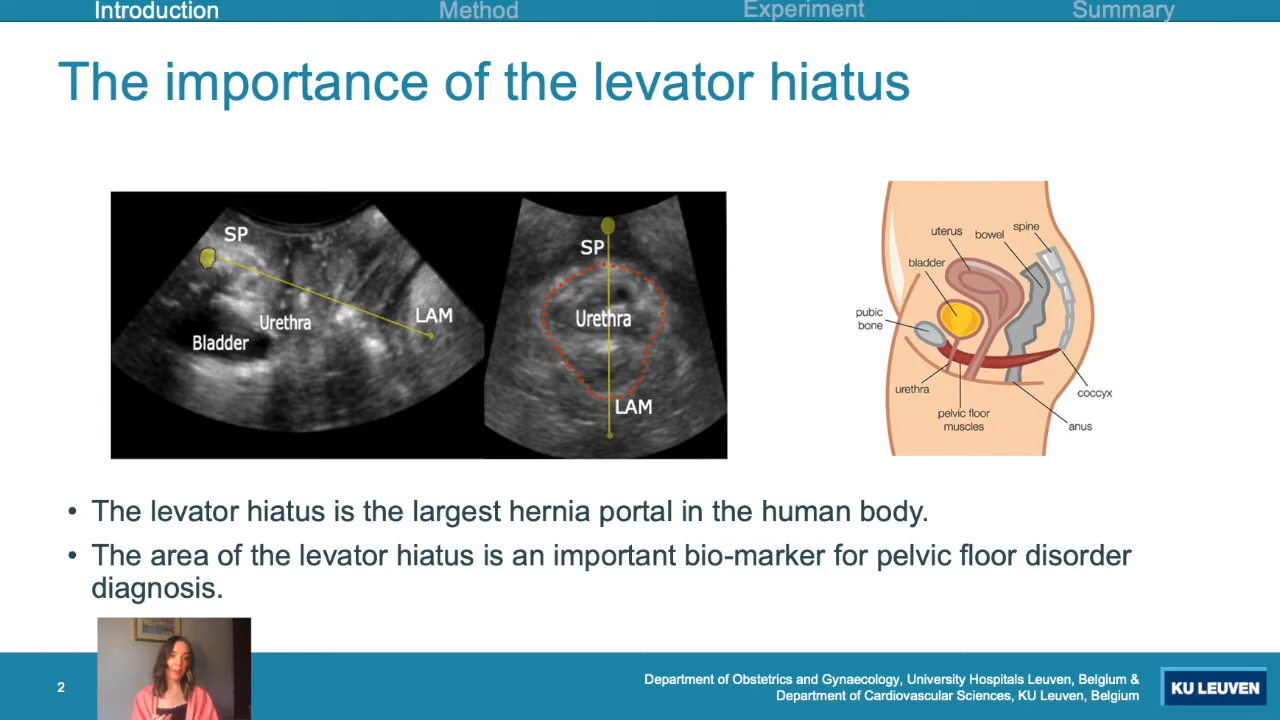 Introduction
Method
Experiment
Summary
The importance of the levator hiatus
SP
LAM
Urethra
Bladder
SP
Urethra
LAM
uterus
bowel
spine
bladder
pubic
bone
urethra
pelvic floor
muscles
coccyx
anus
• The levator hiatus is the largest hernia portal in the human body.
• The area of the levator hiatus is an important bio-marker for pelvic floor disorder
diagnosis.
2
Department of Obstetrics and Gynaecology, University Hospitals Leuven, Belgium &
Department of Cardiovascular Sciences, KU Leuven, Belgium
KU LEUVEN